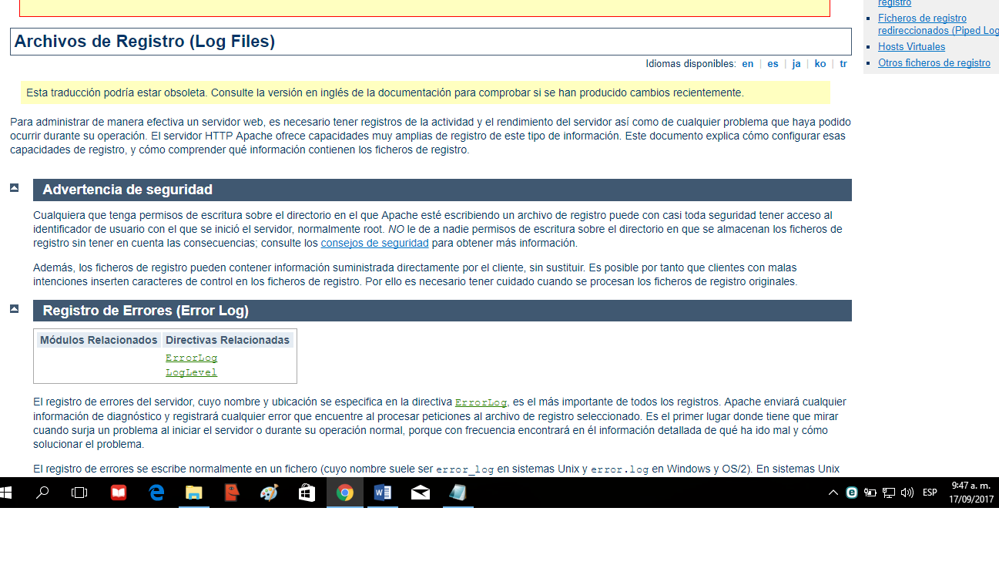 Archivos de Registro (Log Files)
Idiomas disponibles: en | es | ja | ko | tr
Esta traducción podría estar obsoleta. Consulte la versión en inglés de la documentación para comprobar si se han producido cambios recientemente.
Para administrar de manera efectiva un servidor web, es necesario tener registros de la actividad y el rendimiento del servidor así como de cualquier problema que haya podido
ocurrir durante su operación. El servidor HTTP Apache ofrece capacidades muy amplias de registro de este tipo de información. Este documento explica cómo configurar esas
capacidades de registro, y cómo comprender qué información contienen los ficheros de registro.
Advertencia de seguridad
Cualquiera que tenga permisos de escritura sobre el directorio en el que Apache esté escribiendo un archivo de registro puede con casi toda seguridad tener acceso al
identificador de usuario con el que se inició el servidor, normalmente root. NO le de a nadie permisos de escritura sobre el directorio en que se almacenan los ficheros de
registro sin tener en cuenta las consecuencias; consulte los consejos de seguridad para obtener más información.
Además, los ficheros de registro pueden contener información suministrada directamente por el cliente, sin sustituir. Es posible por tanto que clientes con malas
intenciones inserten caracteres de control en los ficheros de registro. Por ello es necesario tener cuidado cuando se procesan los ficheros de registro originales.
Registro de Errores (Error Log)
Módulos Relacionados Directivas Relacionadas
ErrorLog
LogLevel
El registro de errores del servidor, cuyo nombre y ubicación se especifica en la directiva ErrorLog, es el más importante de todos los registros. Apache enviará cualquier
información de diagnóstico y registrará cualquier error que encuentre al procesar peticiones al archivo de registro seleccionado. Es el primer lugar donde tiene que mirar
cuando surja un problema al iniciar el servidor o durante su operación normal, porque con frecuencia encontrará en él información detallada de qué ha ido mal y cómo
solucionar el problema.
El registro de errores se escribe normalmente en un fichero (cuyo nombre suele ser error_log en sistemas Unix y error.log en Windows y OS/2). En sistemas Unix
registro
Ficheros de registro
redireccionados (Piped Log
Hosts Virtuales
Otros ficheros de registro
ESP
9:47 a. m.
17/09/2017